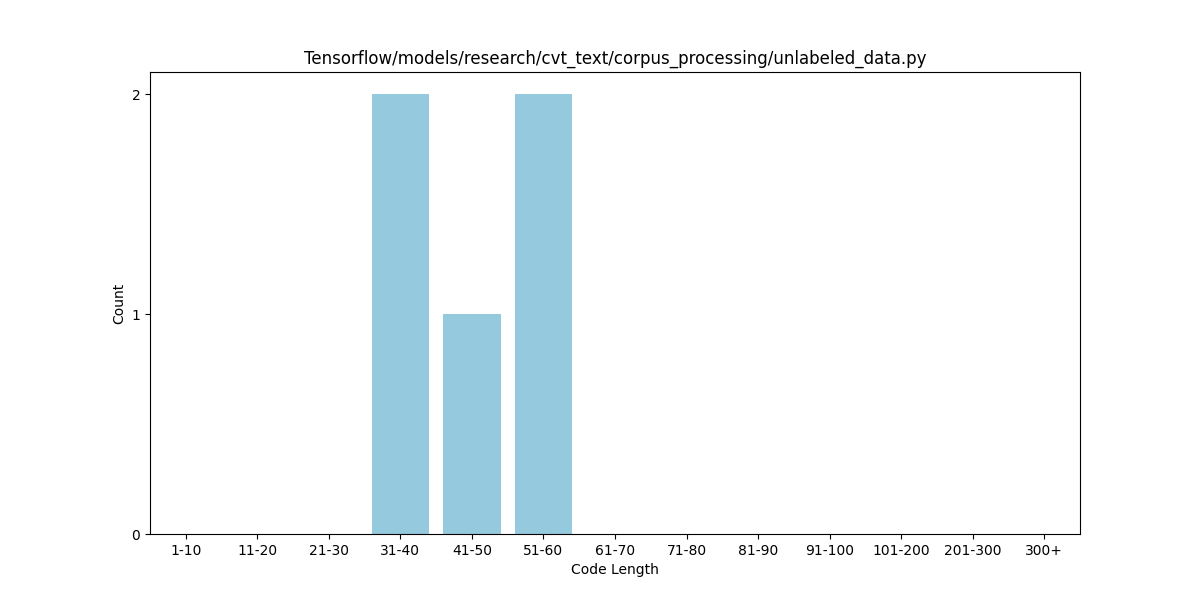 Tensorflow/models/research/cvt_text/corpus_processing/unlabeled_data.py
2
1
0
Count
1-10 11-20 21-30 31-40 41-50 51-60 61-70 71-80 81-90 91-100 101-200 201-300 300+
Code Length